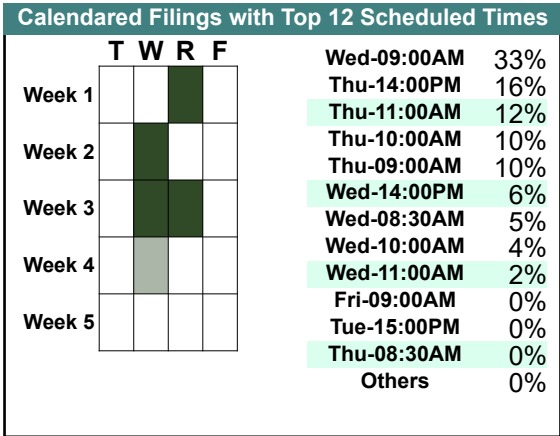 Calendared Filings with Top 12 Scheduled Times
T W R F
Week 1
Week 2
Week 3
Week 4
Week 5
Wed-09:00AM 33%
Thu-14:00PM 16%
Thu-11:00AM 12%
Thu-10:00AM 10%
Thu-09:00AM 10%
Wed-14:00PM 6%
Wed-08:30AM 5%
Wed-10:00AM 4%
Wed-11:00AM 2%
Fri-09:00AM 0%
Tue-15:00PM 0%
Thu-08:30AM 0%
Others 0%